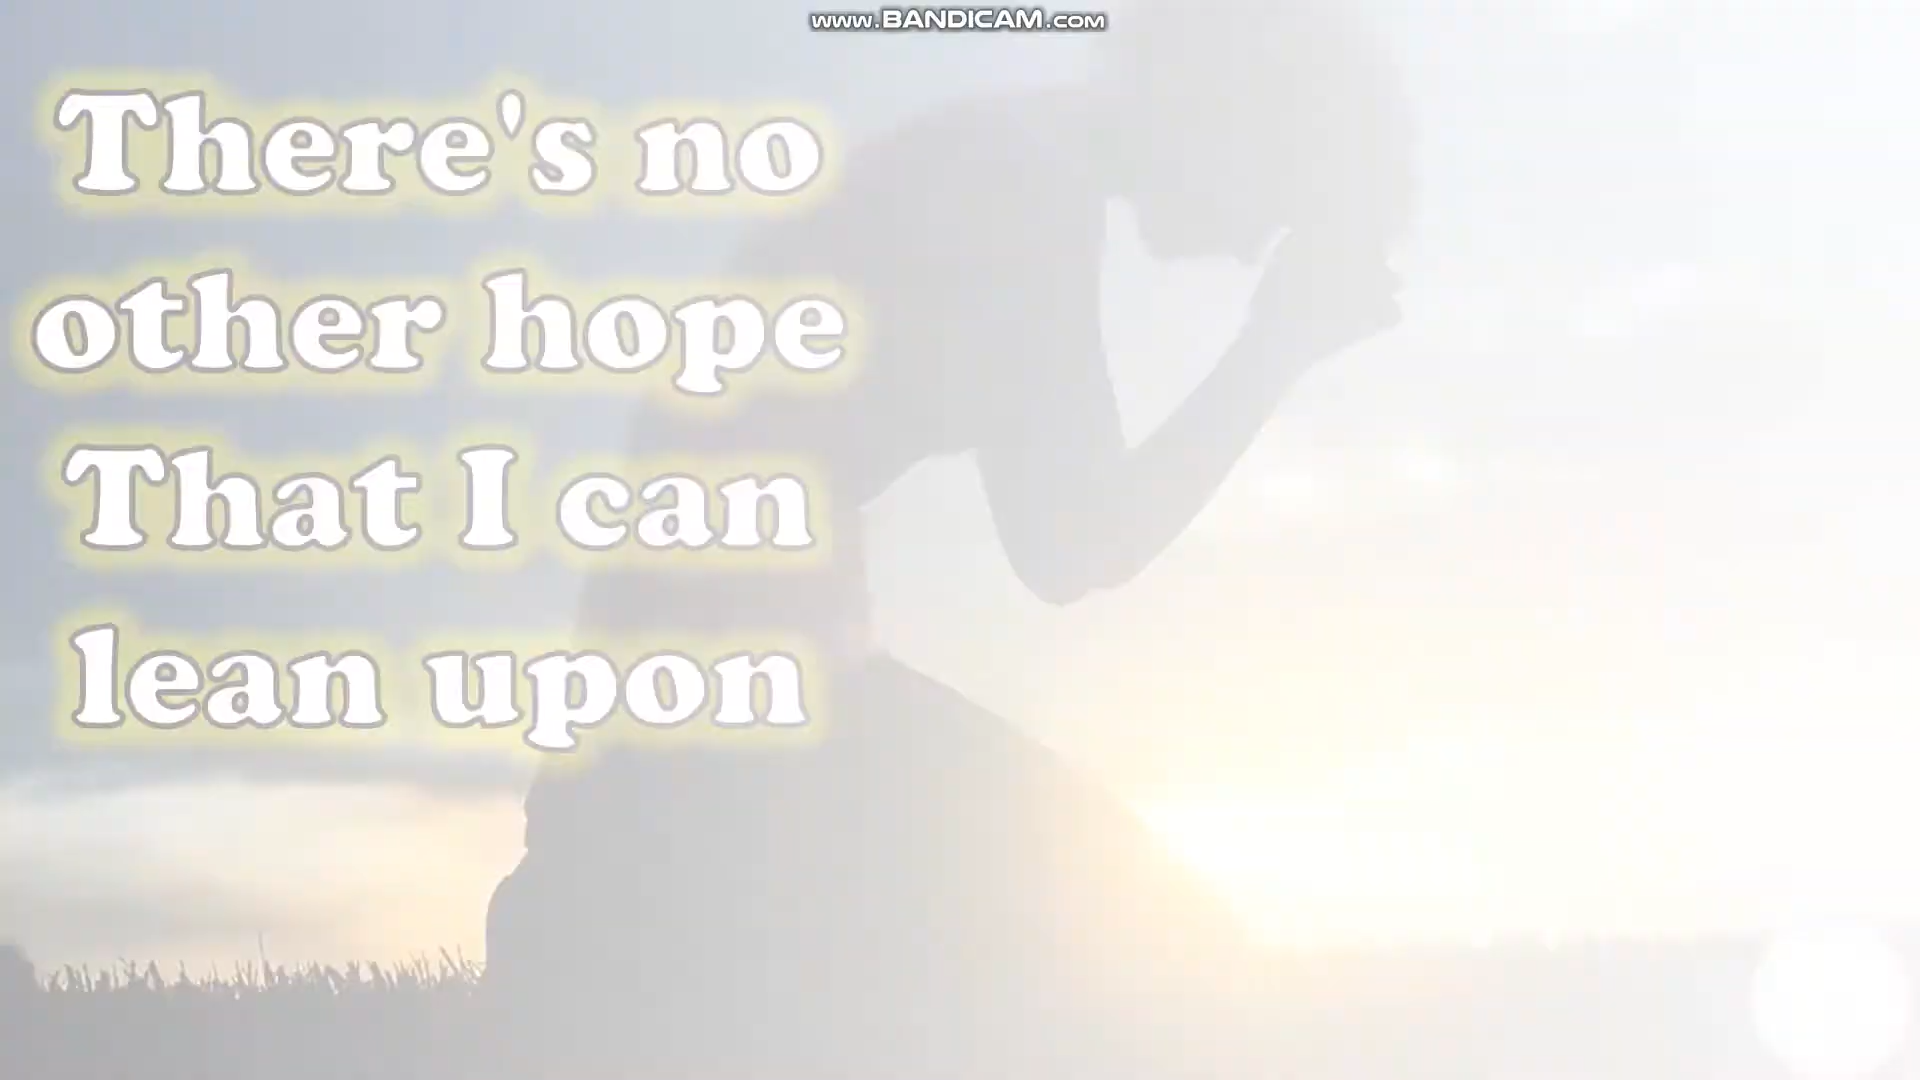 www.BANDICAM.com
There's no
other hope
That I can
lean upon